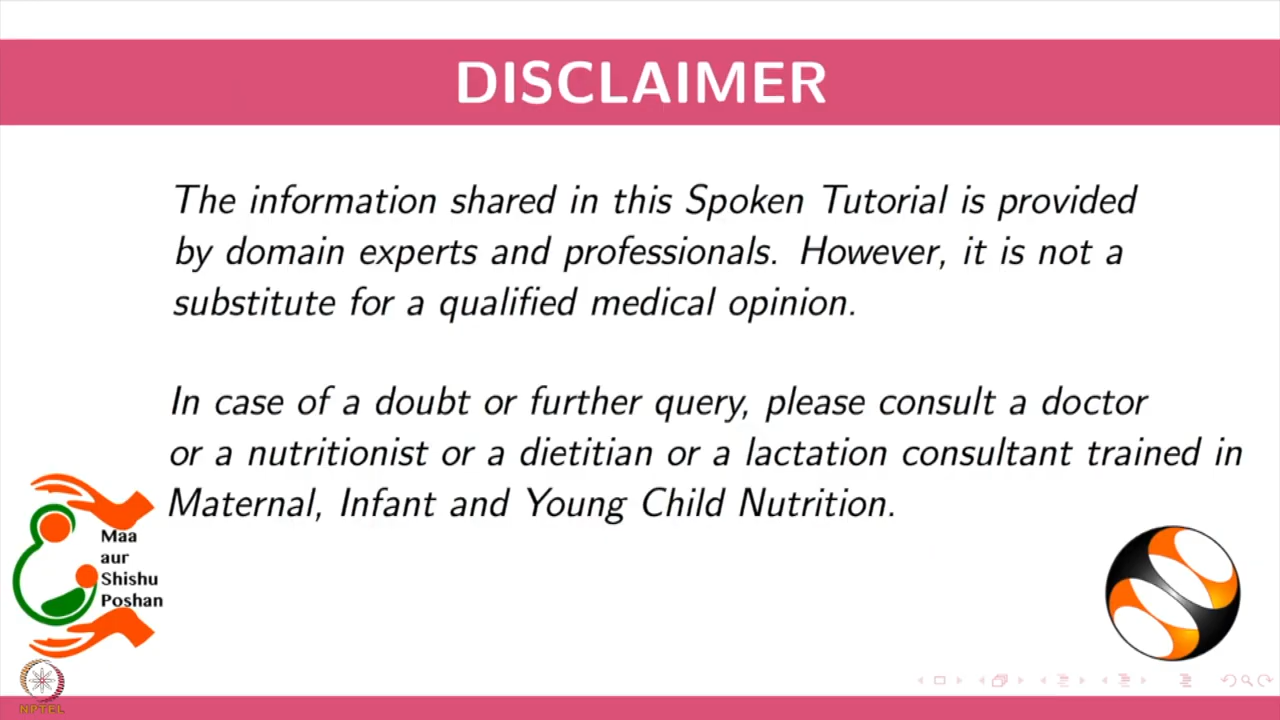 DISCLAIMER
The information shared in this Spoken Tutorial is provided
by domain experts and professionals. However, it is not a
substitute for a qualified medical opinion.
In case of a doubt or further query, please consult a doctor
or a nutritionist or a dietitian or a lactation consultant trained in
Maternal, Infant and Young Child Nutrition.
Maa
aur
Shishu
Poshan
NPTEL